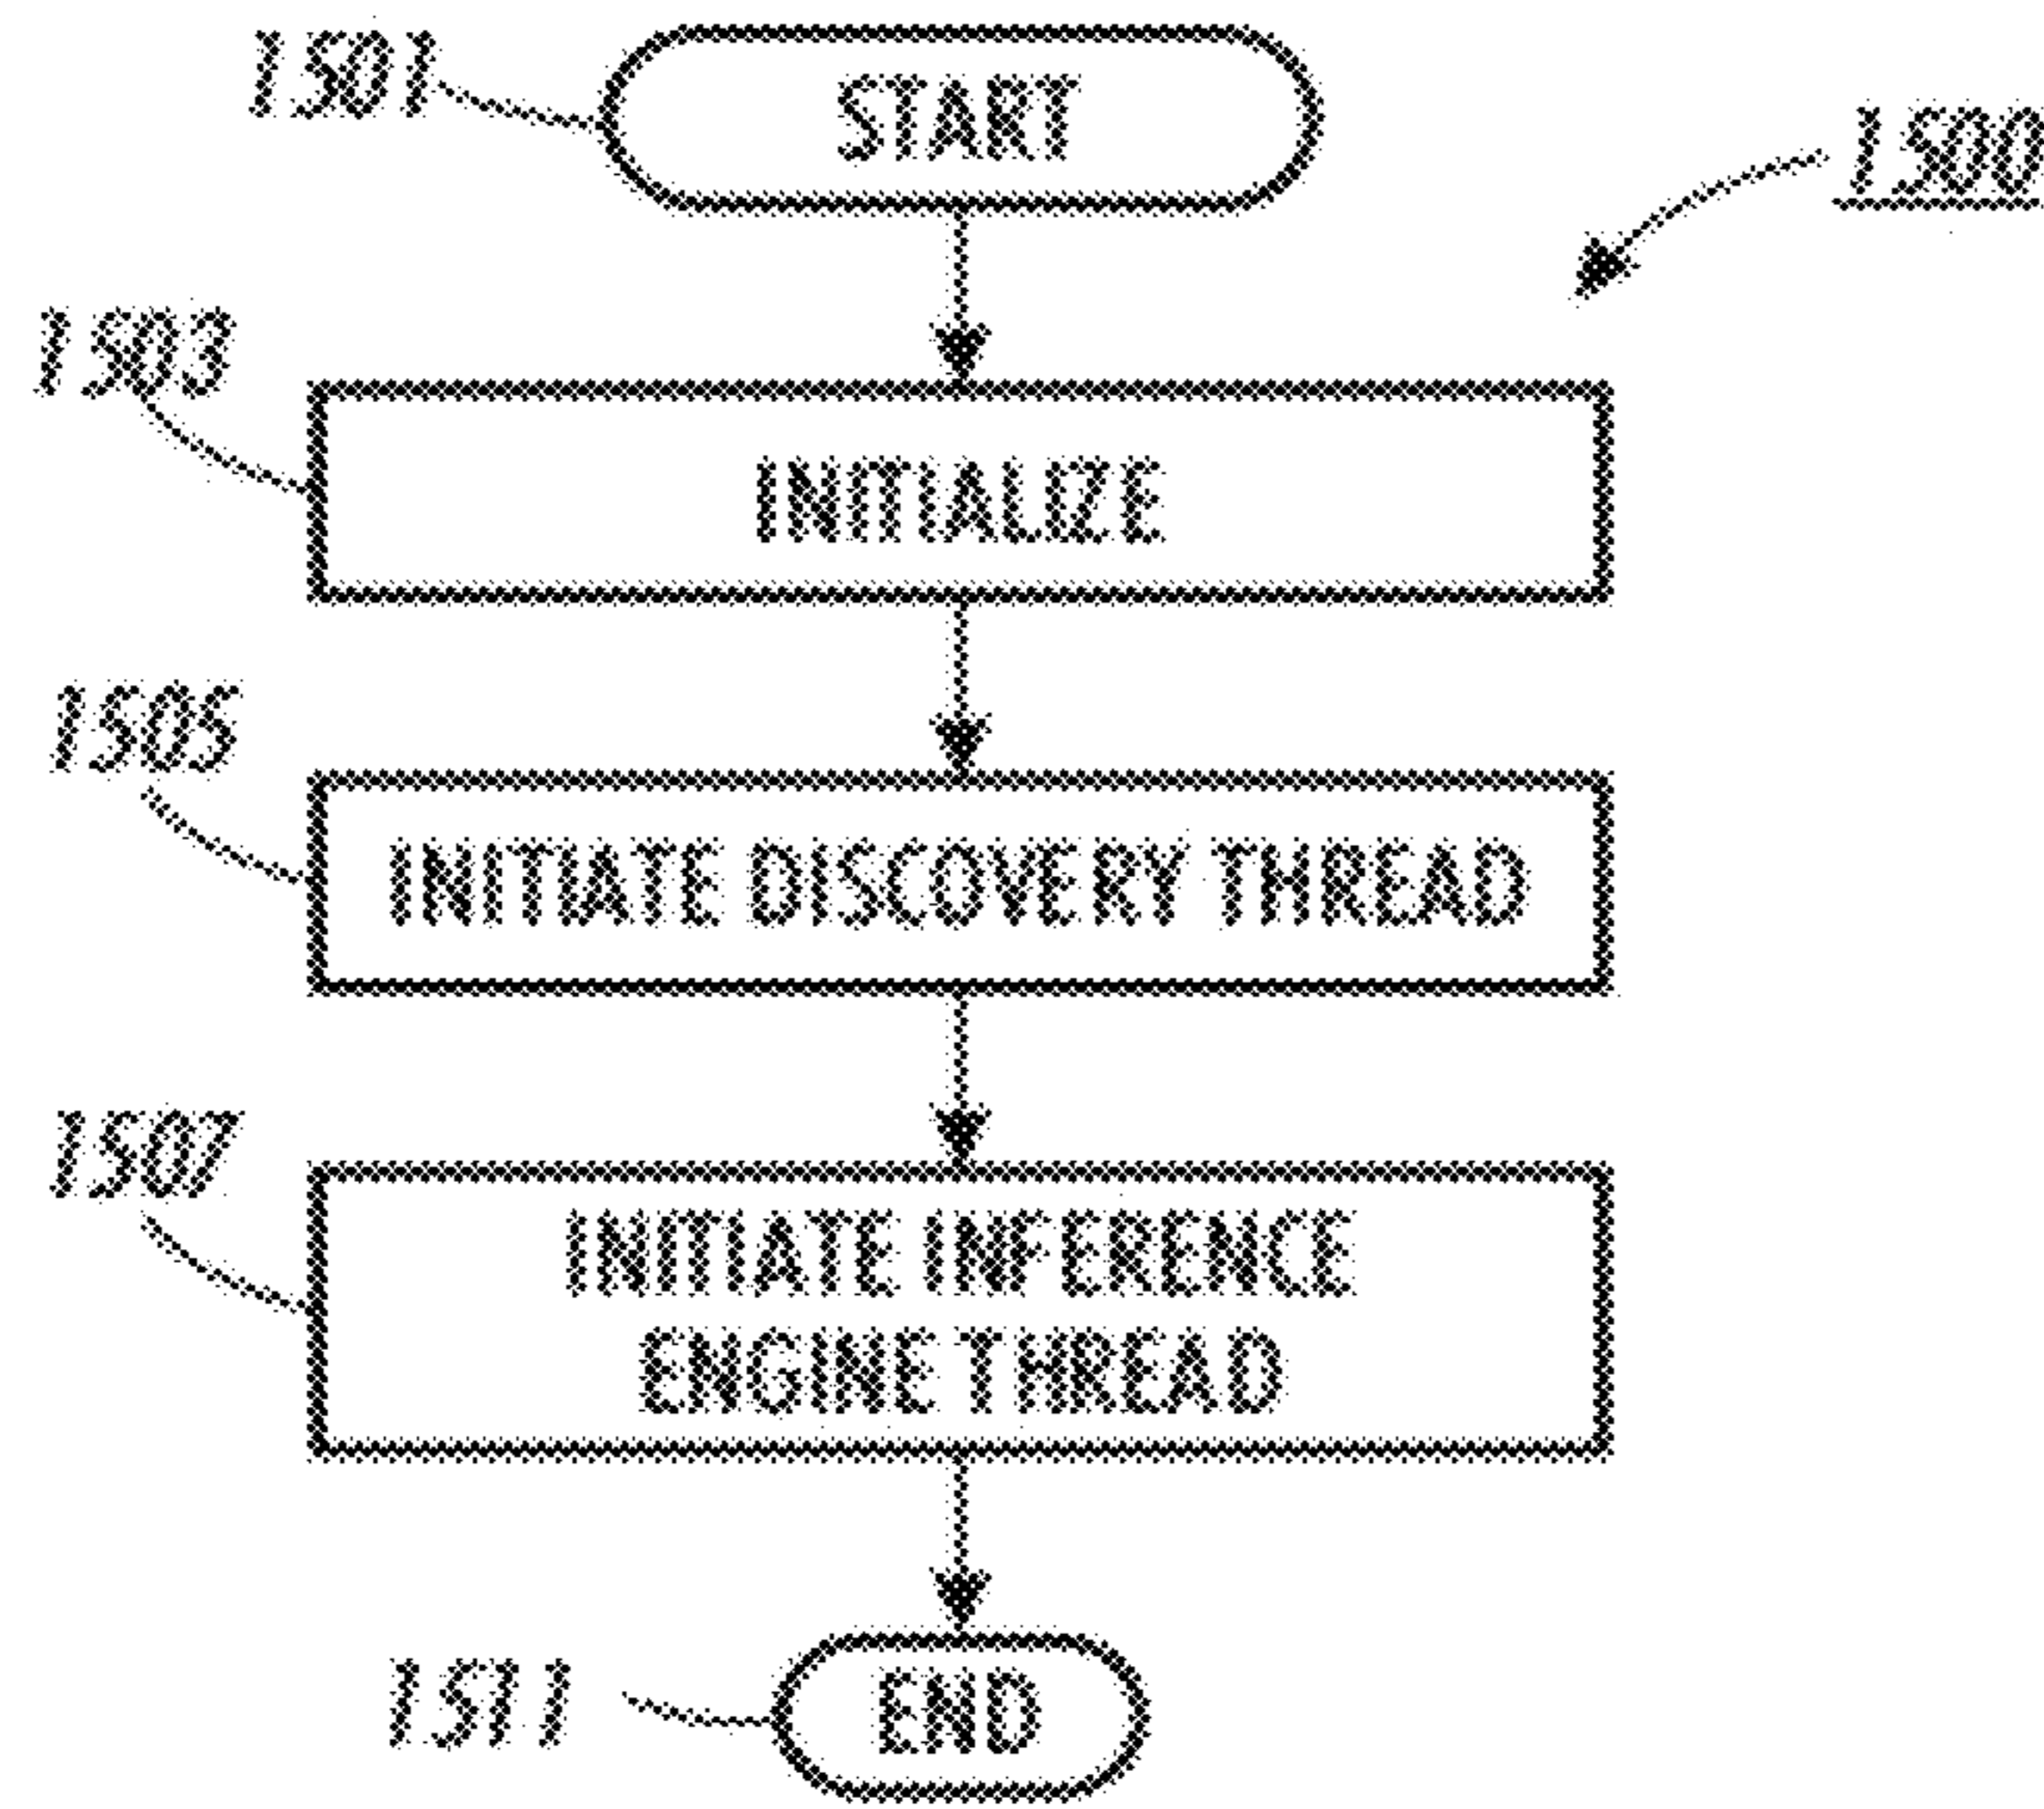 1501
START
1500
1503
INITIALIZE
1505
INITIATE DISCOVERY THREAD
1507
INITIATE INFERENCE
ENGINE THREAD
1511
END